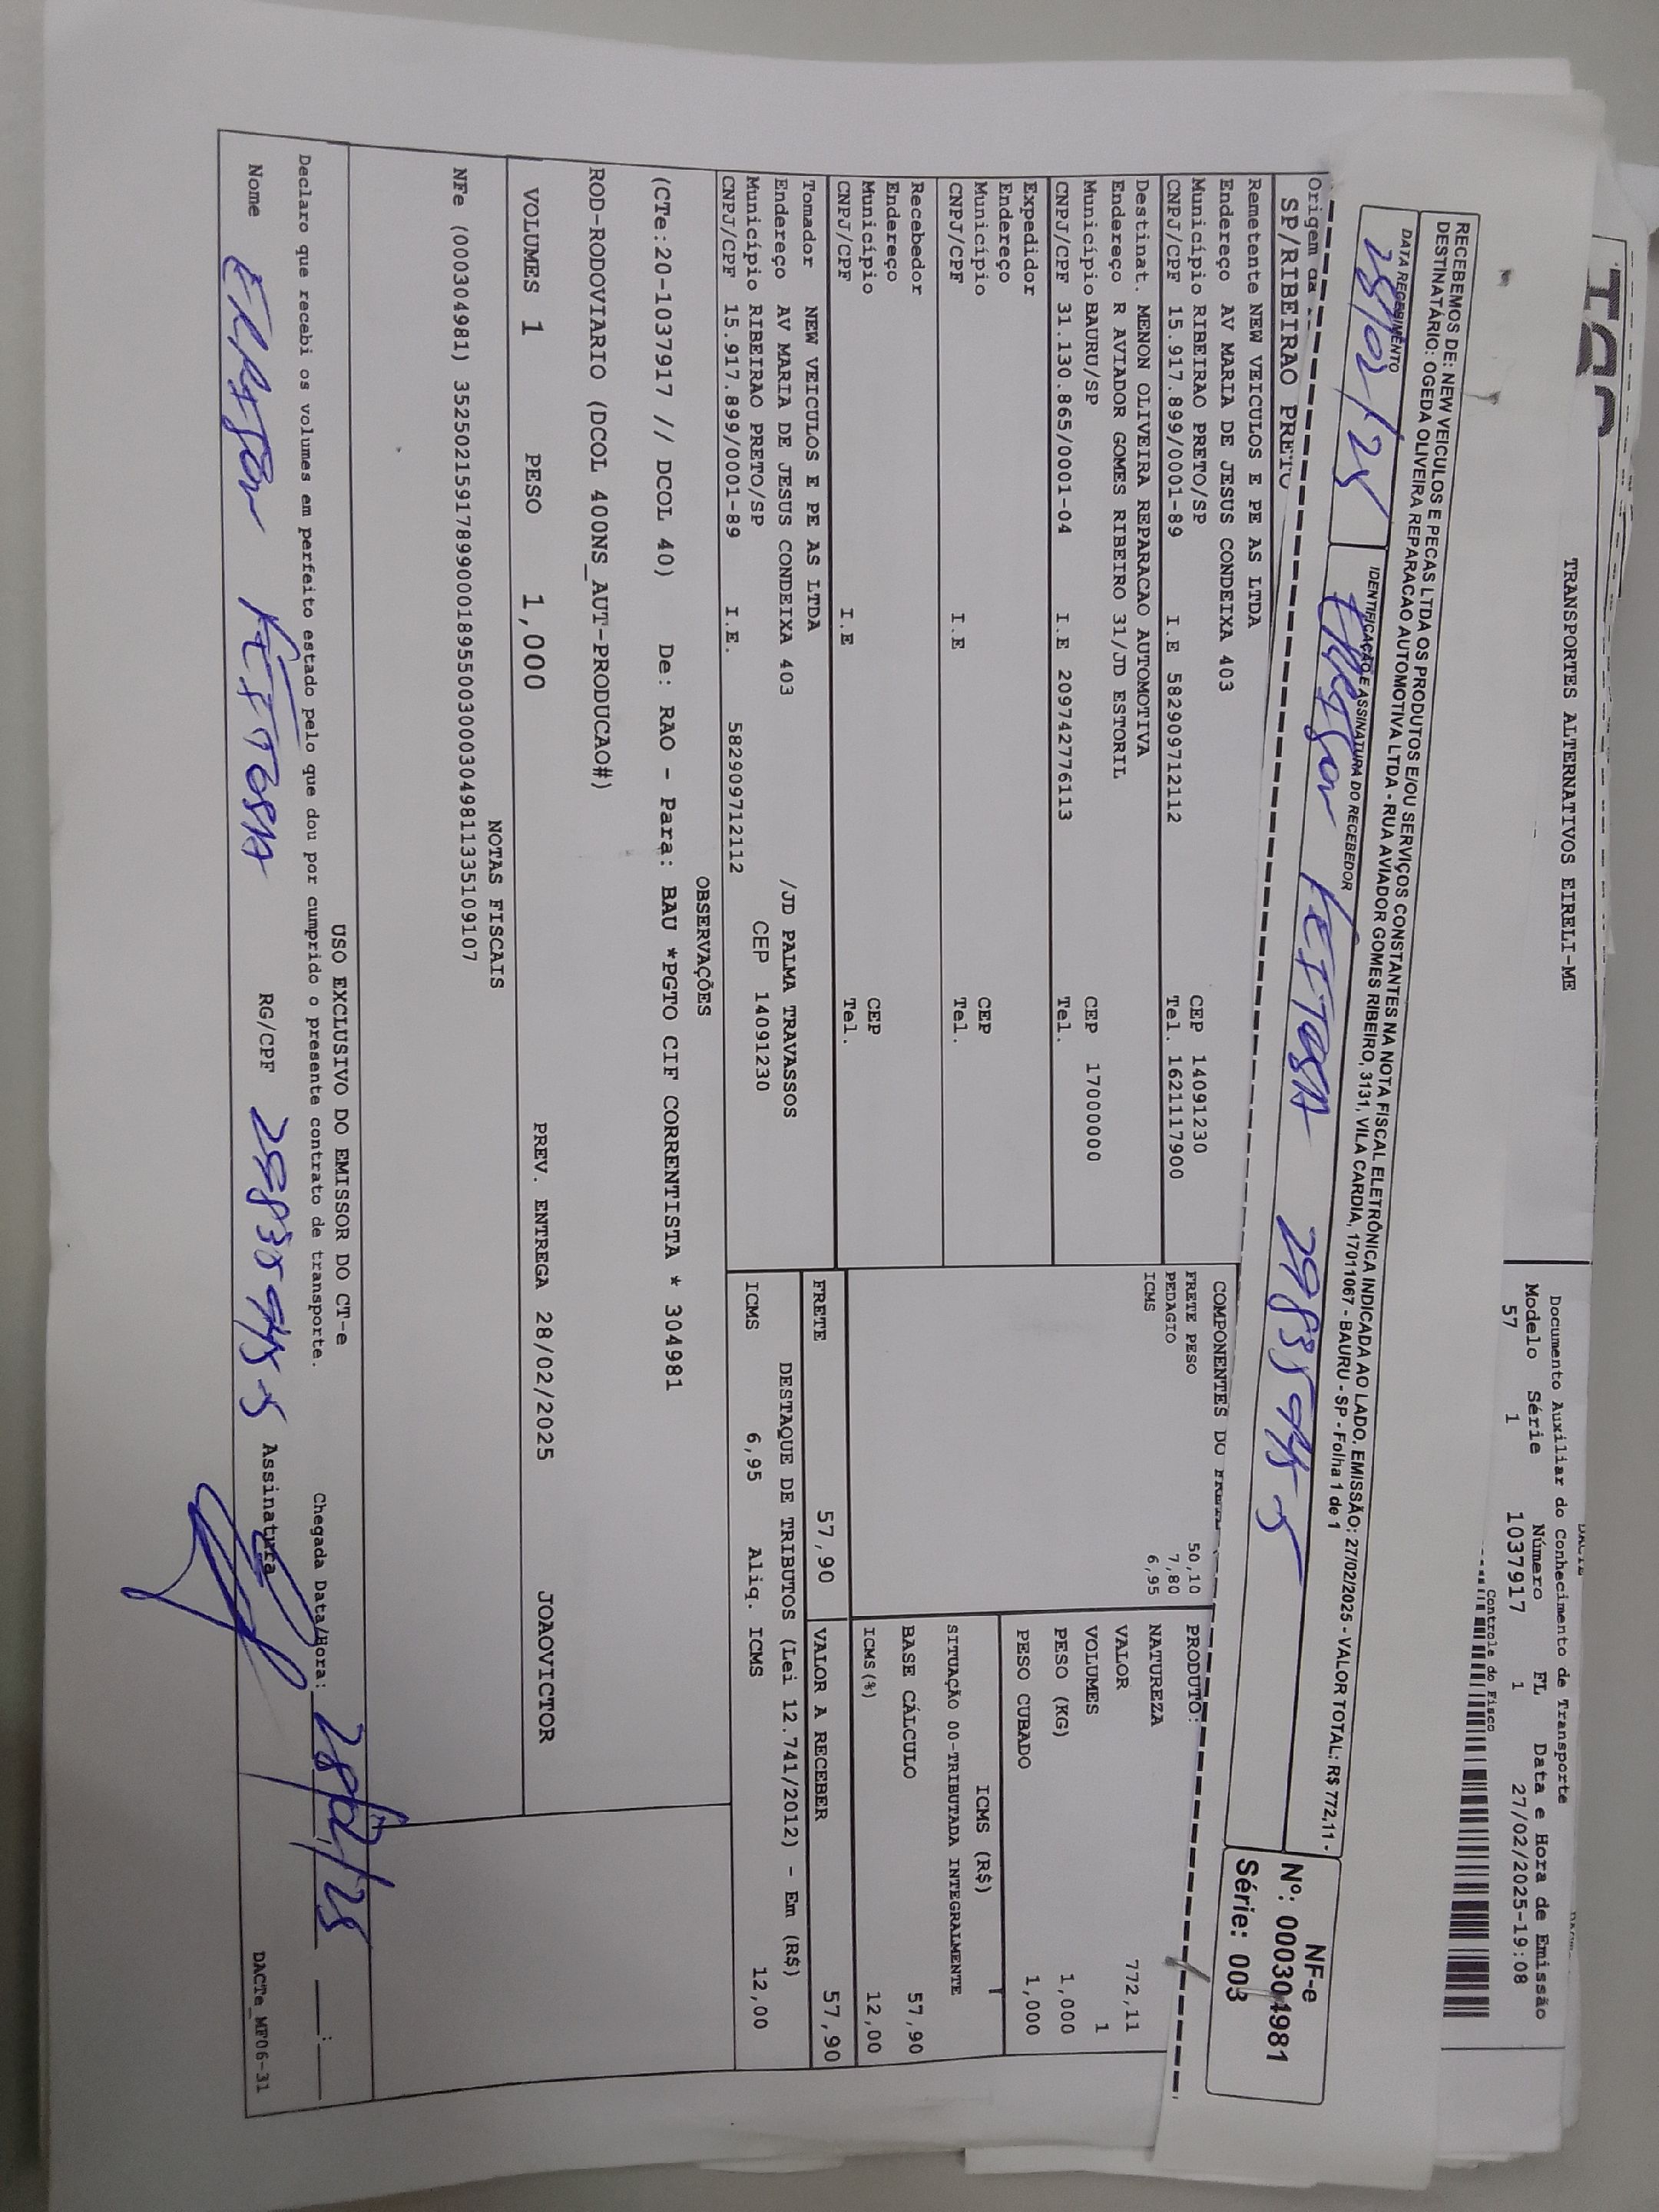 TRANSPORTES ALTERNATIVOS EIRELI-ME
Documento Auxiliar do Conhecimento de Transporte
Modelo Série Número FL Data e Hora de Emissão
57 1 1037917 1 27/02/2025-19:08
Controle do Fisco
RECEBEMOS DE: NEW VEICULOS E PECAS LTDA OS PRODUTOS E/OU SERVIÇOS CONSTANTES NA NOTA FISCAL ELETRÔNICA INDICADA AO LADO. EMISSÃO: 27/02/2025 - VALOR TOTAL: R$ 772,11 -
DESTINATÁRIO: OGEDA OLIVEIRA REPARACAO AUTOMOTIVA LTDA - RUA AVIADOR GOMES RIBEIRO, 3131, VILA CARDIA, 17011067 - BAURU - SP - Folha 1 de 1
DATA RECEBIMENTO
28/02/25
IDENTIFICAÇÃO E ASSINATURA DO RECEBEDOR
NF-e
Nº: 000304981
Série: 003
Origem da
SP/RIBEIRAO PRETO
Remetente NEW VEICULOS E PE AS LTDA
Endereço AV MARIA DE JESUS CONDEIXA 403
Município RIBEIRAO PRETO/SP CEP 14091230
CNPJ/CPF 15.917.899/0001-89 I.E 582909712112 Tel. 1621117900
Destinat. MENON OLIVEIRA REPARACAO AUTOMOTIVA
Endereço R AVIADOR GOMES RIBEIRO 31/JD ESTORIL
Município BAURU/SP CEP 17000000
CNPJ/CPF 31.130.865/0001-04 I.E 209742776113 Tel.
Expedidor
Endereço
Município CEP
CNPJ/CPF I.E Tel.
Recebedor
Endereço
Município CEP
CNPJ/CPF I.E Tel.
Tomador NEW VEICULOS E PE AS LTDA
Endereço AV MARIA DE JESUS CONDEIXA 403 /JD PALMA TRAVASSOS
Município RIBEIRAO PRETO/SP CEP 14091230
CNPJ/CPF 15.917.899/0001-89 I.E. 582909712112
COMPONENTES DO
FRETE PESO 50,10
PEDAGIO 7,80
ICMS 6,95
PRODUTO:
NATUREZA
VALOR 772,11
VOLUMES 1
PESO (KG) 1,000
PESO CUBADO 1,000
ICMS (R$)
SITUAÇÃO 00-TRIBUTADA INTEGRALMENTE
BASE CÁLCULO 57,90
ICMS(%) 12,00
FRETE 57,90 VALOR A RECEBER 57,90
DESTAQUE DE TRIBUTOS (Lei 12.741/2012) - Em (R$)
ICMS 6,95 Aliq. ICMS 12,00
OBSERVAÇÕES
(CTe:20-1037917 // DCOL 40) De: RAO - Para: BAU *PGTO CIF CORRENTISTA * 304981
ROD-RODOVIARIO (DCOL 400NS_AUT-PRODUCAO#)
VOLUMES 1 PESO 1,000 PREV. ENTREGA 28/02/2025 JOAOVICTOR
NOTAS FISCAIS
NFe (000304981) 35250215917899000189550030003049811335109107
USO EXCLUSIVO DO EMISSOR DO CT-e
Declaro que recebi os volumes em perfeito estado pelo que dou por cumprido o presente contrato de transporte. Chegada Data/Hora: 28/02/25 __:__
Nome RG/CPF Assinatura
DACTe_MF06-31